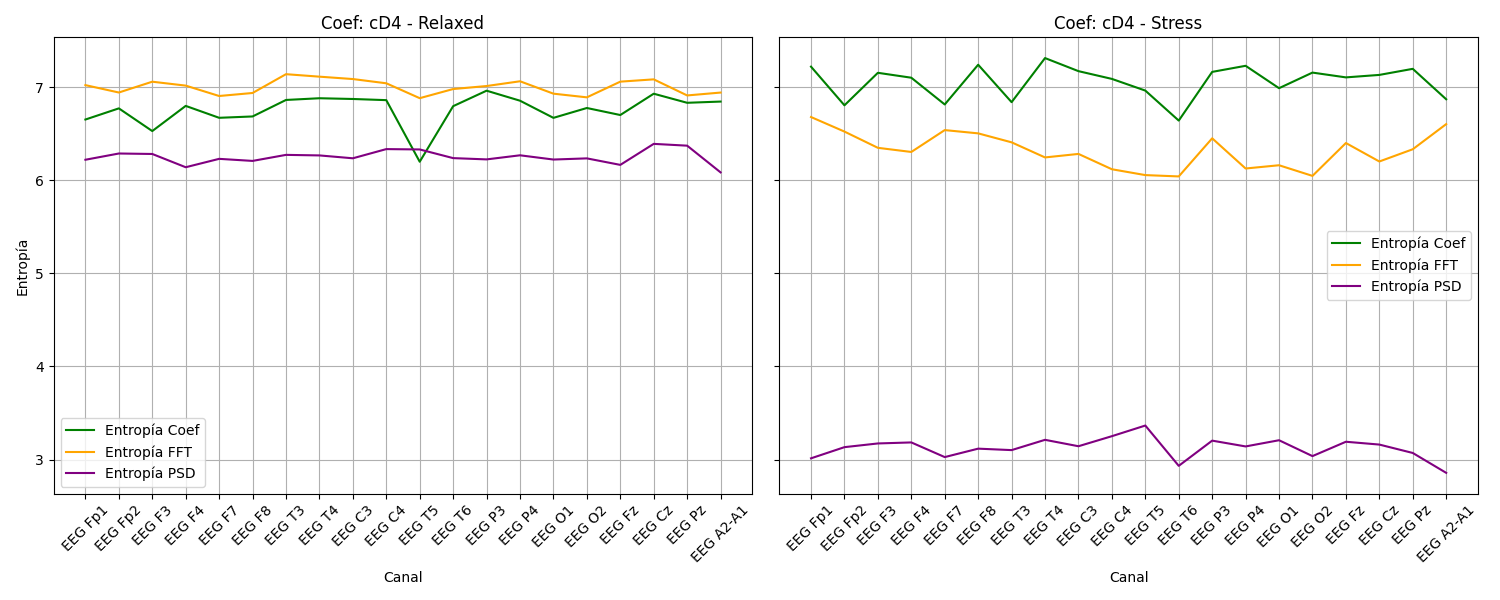 Coef: cD4 - Relaxed
Entropía
7
6
5
4
3
Entropía Coef
Entropía FFT
Entropía PSD
EEG Fp1
EEG Fp2
EEG F3
EEG F4
EEG F7
EEG F8
EEG T3
EEG T4
EEG C3
EEG C4
EEG T5
EEG T6
EEG P3
EEG P4
EEG O1
EEG O2
EEG Fz
EEG Cz
EEG Pz
EEG A2-A1
Canal
Coef: cD4 - Stress
Entropía Coef
Entropía FFT
Entropía PSD
EEG Fp1
EEG Fp2
EEG F3
EEG F4
EEG F7
EEG F8
EEG T3
EEG T4
EEG C3
EEG C4
EEG T5
EEG T6
EEG P3
EEG P4
EEG O1
EEG O2
EEG Fz
EEG Cz
EEG Pz
EEG A2-A1
Canal